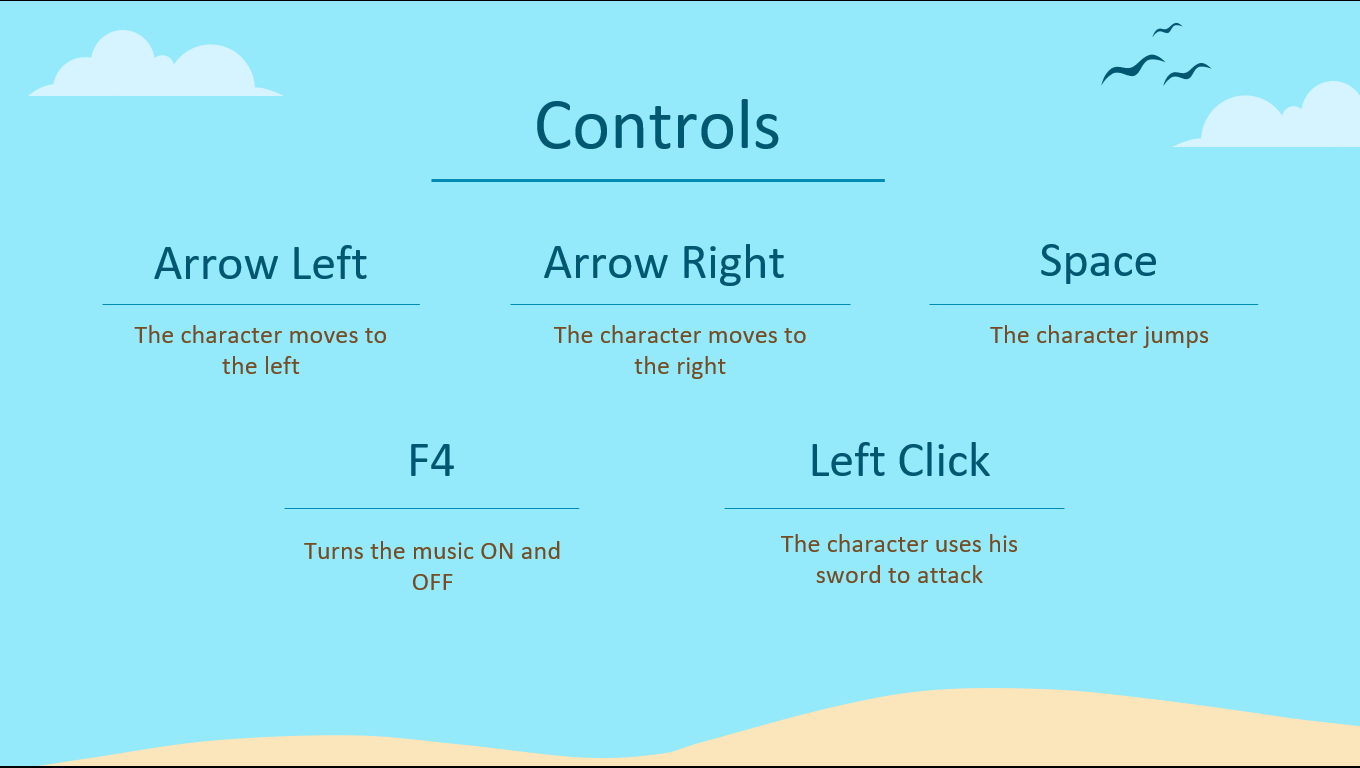 Controls
Arrow Left
Arrow Right
Space
The character moves to
the left
The character moves to
the right
The character jumps
F4
Left Click
Turns the music ON and
OFF
The character uses his
sword to attack